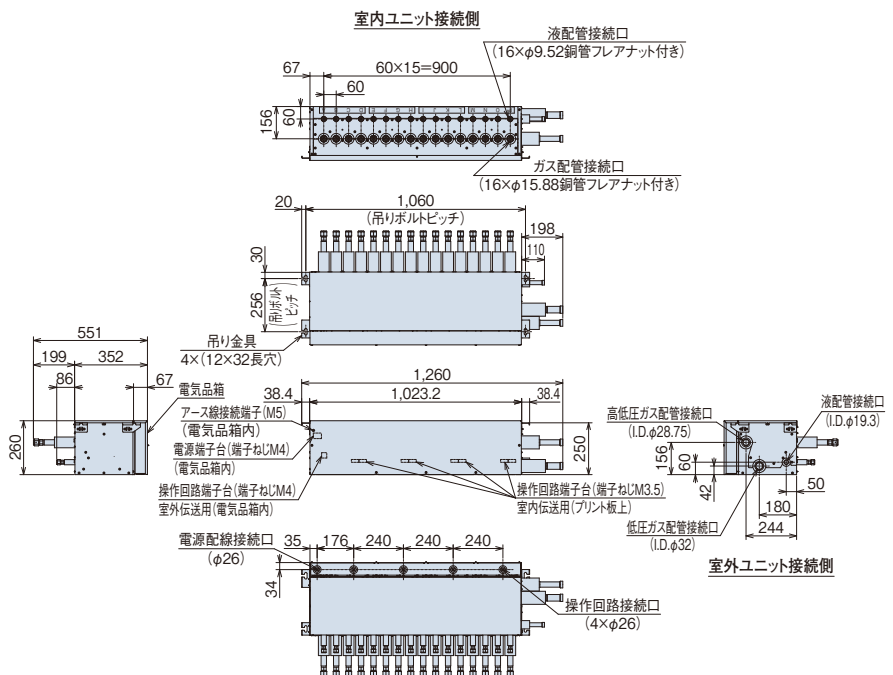 室内ユニット接続側
液配管接続口
(16×φ9.52銅管フレアナット付き)
67
60×15=900
60
156
60
ガス配管接続口
(16×φ15.88銅管フレアナット付き)
20
1,060
(吊りボルトピッチ)
198
110
30
256
(吊りボルト
ピッチ)
吊り金具
4×(12×32長穴)
551
199
352
86
67
260
電気品箱
アース線接続端子(M5)
(電気品箱内)
電源端子台(端子ねじM4)
(電気品箱内)
操作回路端子台(端子ねじM4)
室外伝送用(電気品箱内)
1,260
38.4
1,023.2
38.4
250
操作回路端子台(端子ねじM3.5)
室内伝送用(プリント板上)
高低圧ガス配管接続口
(I.D.φ28.75)
液配管接続口
(I.D.φ19.3)
156
60
42
50
180
244
低圧ガス配管接続口
(I.D.φ32)
室外ユニット接続側
電源配線接続口
(φ26)
35
176
240
240
240
34
操作回路接続口
(4×φ26)